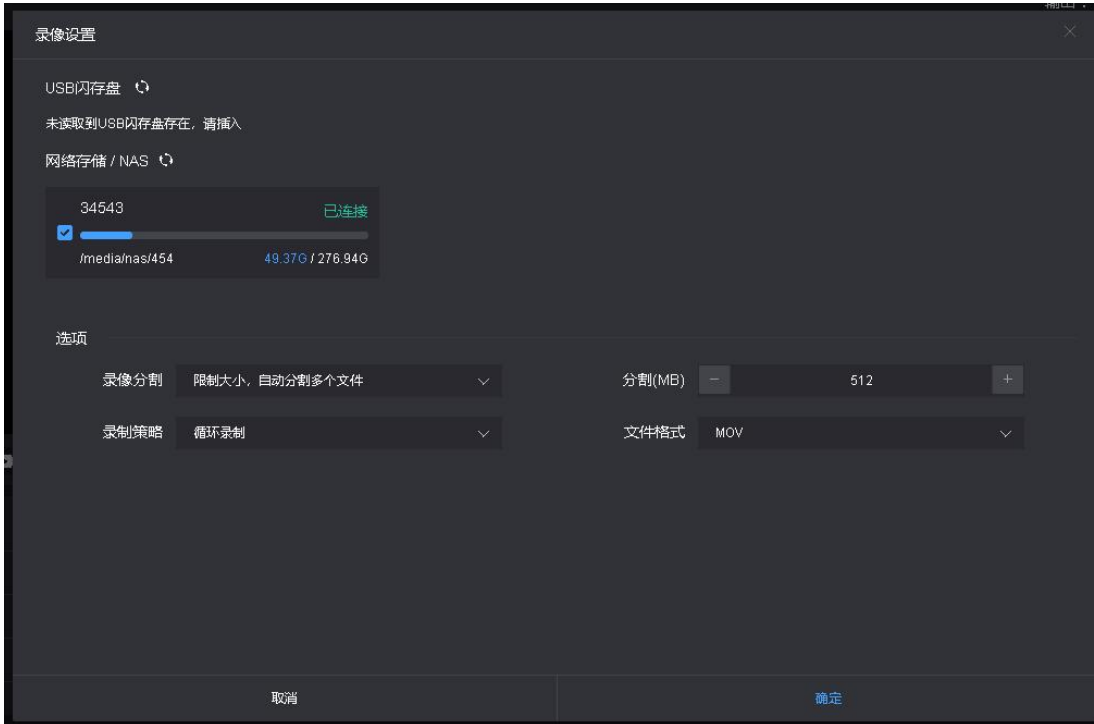 输出:
录像设置
USB闪存盘
未读取到USB闪存盘存在，请插入
网络存储 / NAS
34543 已连接
/media/nas/454 49.37G / 276.94G
选项
录像分割 限制大小，自动分割多个文件 分割(MB) － 512 +
录制策略 循环录制 文件格式 MOV
取消 确定